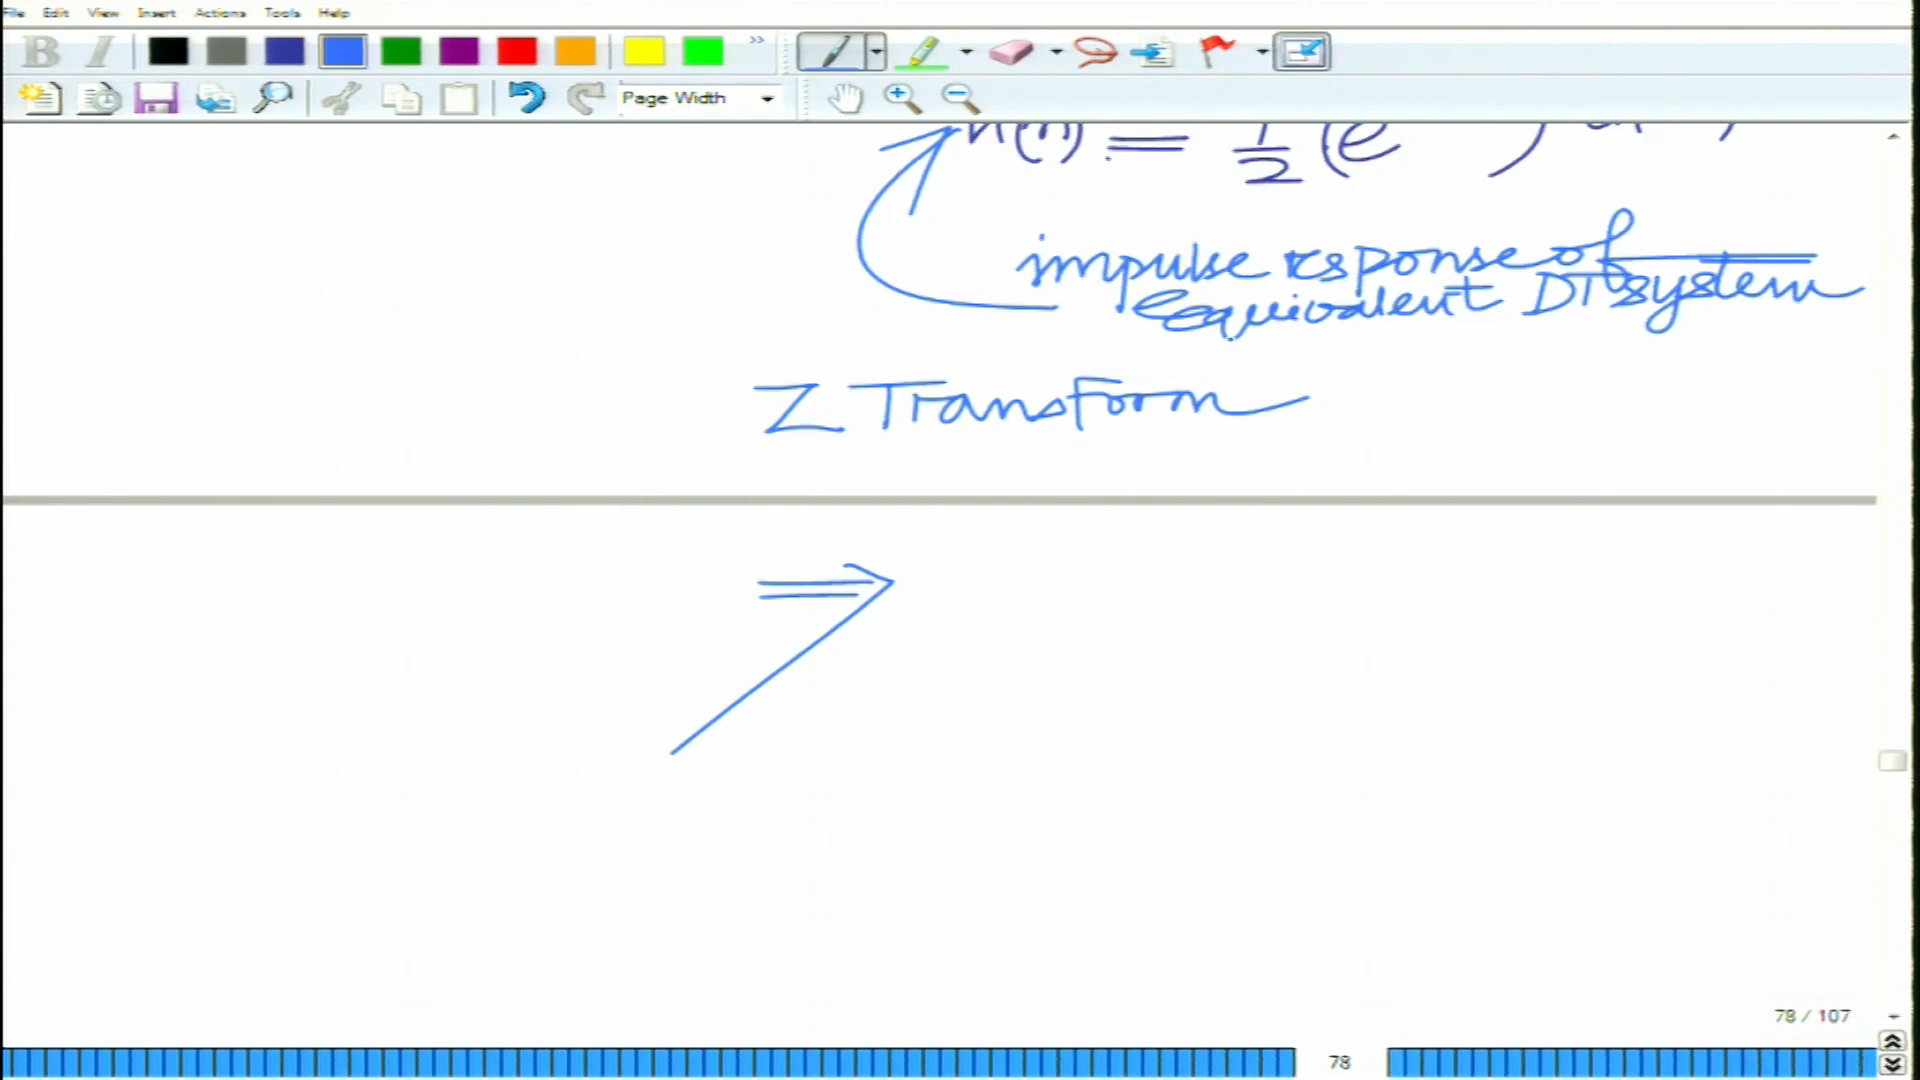 File Edit View Insert Actions Tools Help
B I
Page Width
h(n) = 1/2 (e
impulse response of
equivalent DT system
Z Transform
⇒
78 / 107
78